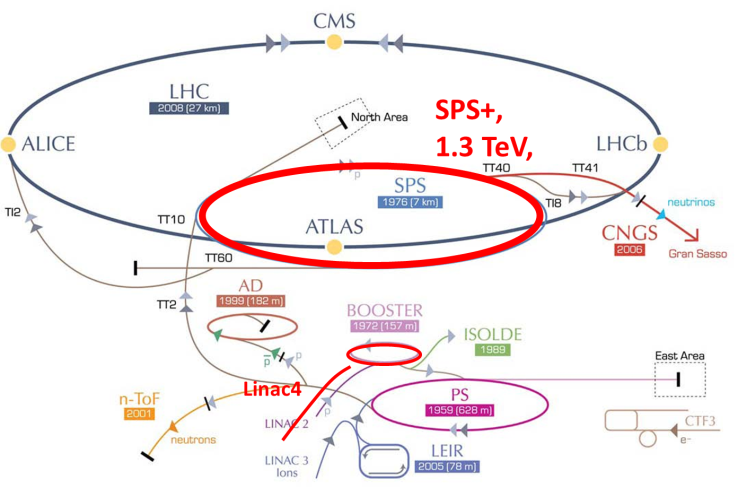 CMS
LHC
2008 (27 km)
North Area
SPS+,
1.3 TeV,
ALICE
LHCb
p
TT40
TT41
SPS
1976 (7 km)
TI2
TT10
TI8
neutrinos
ATLAS
CNGS
2006
Gran Sasso
TT60
AD
1999 (182 m)
TT2
BOOSTER
1972 (157 m)
ISOLDE
1989
p
p
East Area
n-ToF
2001
Linac4
PS
1959 (628 m)
p
LINAC 2
neutrons
CTF3
e-
LINAC 3
Ions
LEIR
2005 (78 m)